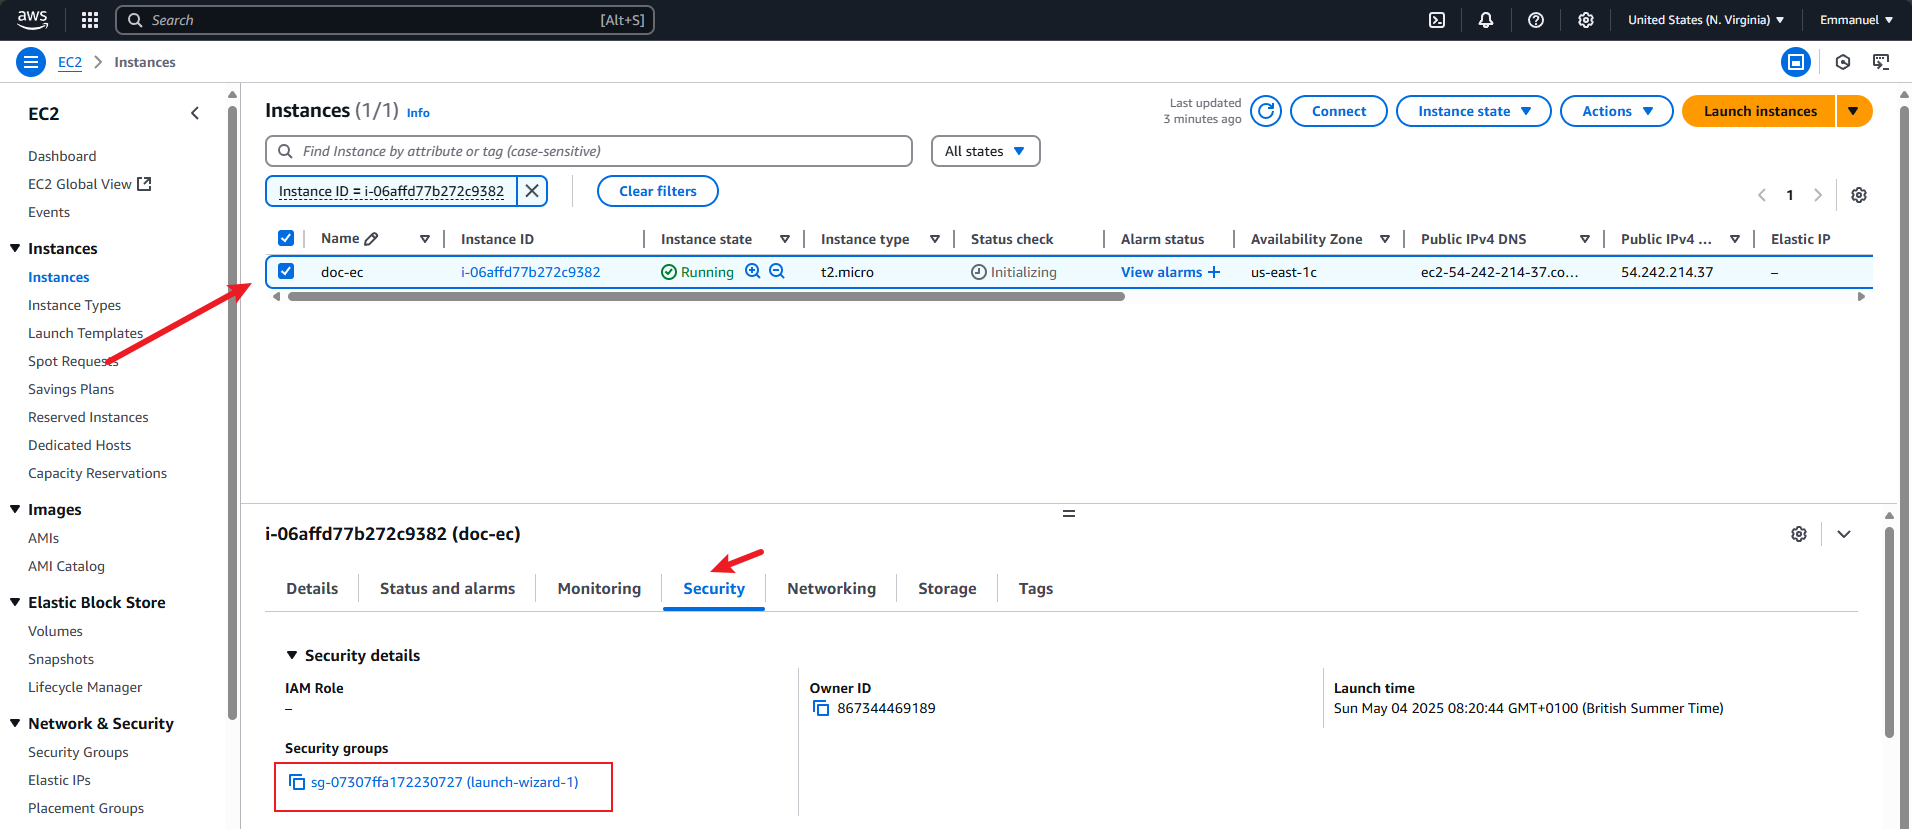 aws
Search [Alt+S]
United States (N. Virginia)
Emmanuel
EC2
Instances
EC2
Dashboard
EC2 Global View
Events
Instances
Instances
Instance Types
Launch Templates
Spot Requests
Savings Plans
Reserved Instances
Dedicated Hosts
Capacity Reservations
Images
AMIs
AMI Catalog
Elastic Block Store
Volumes
Snapshots
Lifecycle Manager
Network & Security
Security Groups
Elastic IPs
Placement Groups
Instances (1/1) Info
Last updated
3 minutes ago
Connect
Instance state
Actions
Launch instances
Find Instance by attribute or tag (case-sensitive)
All states
Instance ID = i-06affd77b272c9382
Clear filters
1
Name Instance ID Instance state Instance type Status check Alarm status Availability Zone Public IPv4 DNS Public IPv4 ... Elastic IP
doc-ec i-06affd77b272c9382 Running t2.micro Initializing View alarms + us-east-1c ec2-54-242-214-37.co... 54.242.214.37 –
i-06affd77b272c9382 (doc-ec)
Details Status and alarms Monitoring Security Networking Storage Tags
Security details
IAM Role
–
Owner ID
867344469189
Launch time
Sun May 04 2025 08:20:44 GMT+0100 (British Summer Time)
Security groups
sg-07307ffa172230727 (launch-wizard-1)